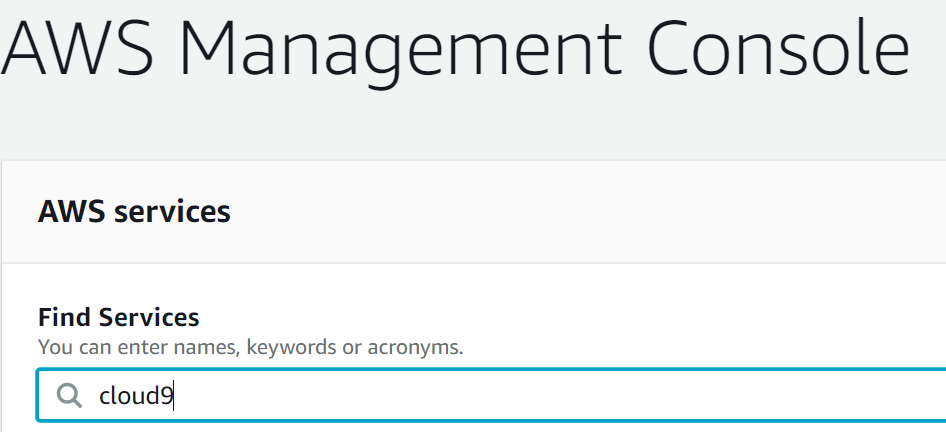 AWS Management Console
AWS services
Find Services
You can enter names, keywords or acronyms.
cloud9